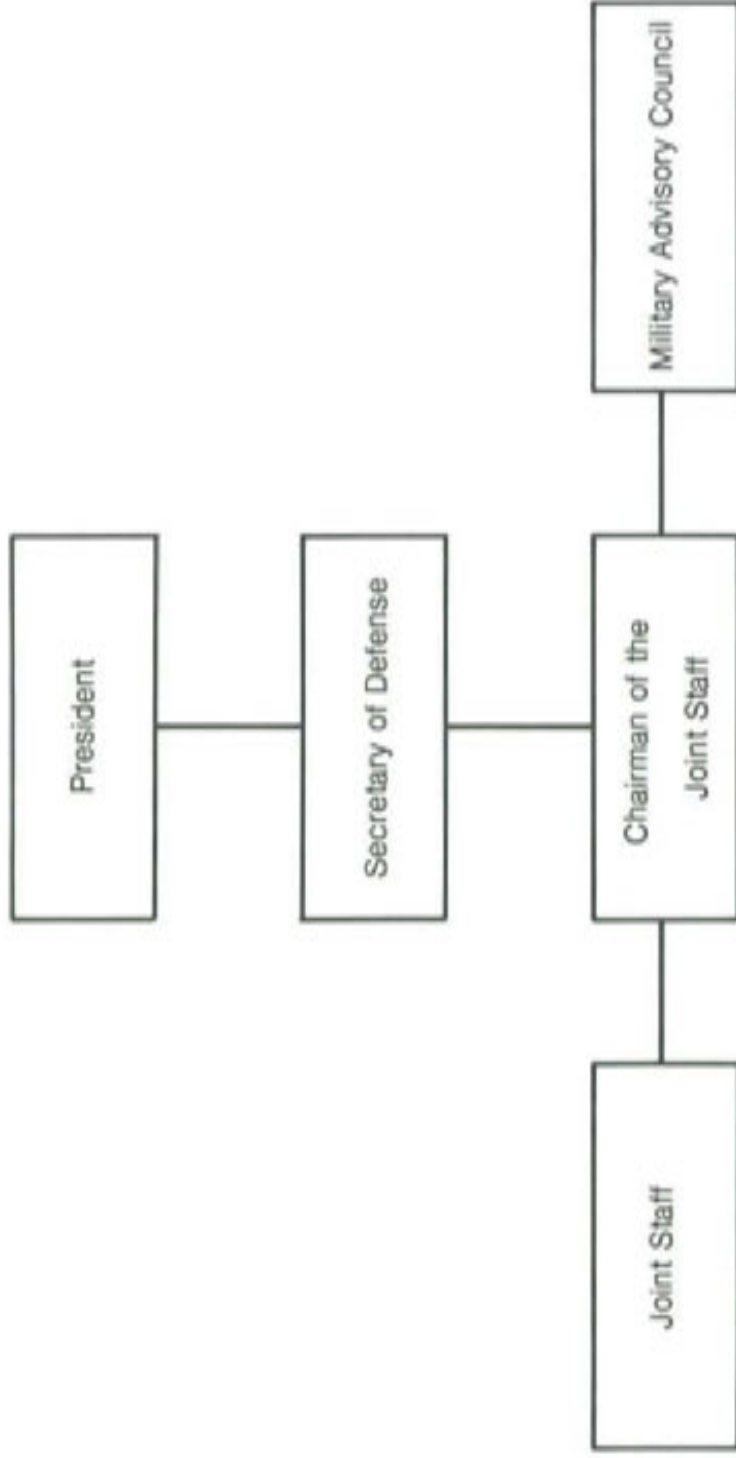 President
Secretary of Defense
Joint Staff
Chairman of the
Joint Staff
Military Advisory Council